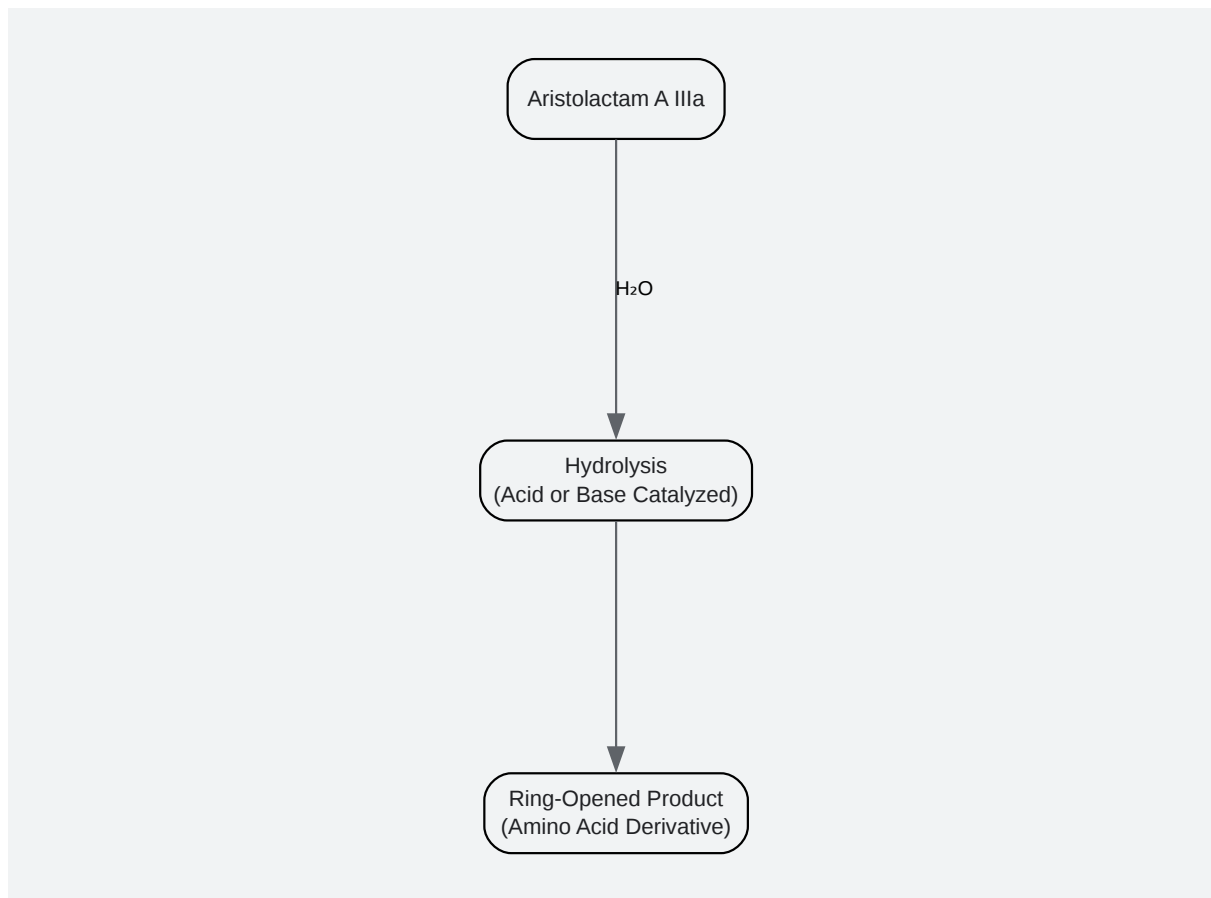 Aristolactam A IIIa
H₂O
Hydrolysis
(Acid or Base Catalyzed)
Ring-Opened Product
(Amino Acid Derivative)